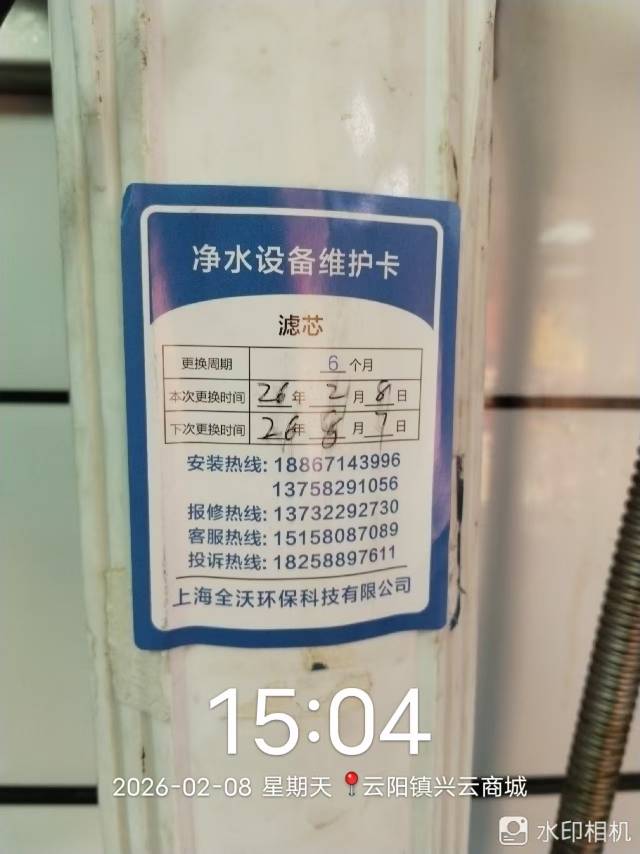 净水设备维护卡
滤芯
更换周期 6 个月
本次更换时间 26年 2月 8日
下次更换时间 26年 8月 7日
安装热线: 18867143996
13758291056
报修热线: 13732292730
客服热线: 15158087089
投诉热线: 18258897611
上海全沃环保科技有限公司
15:04
2026-02-08 星期天 📍云阳镇兴云商城
水印相机